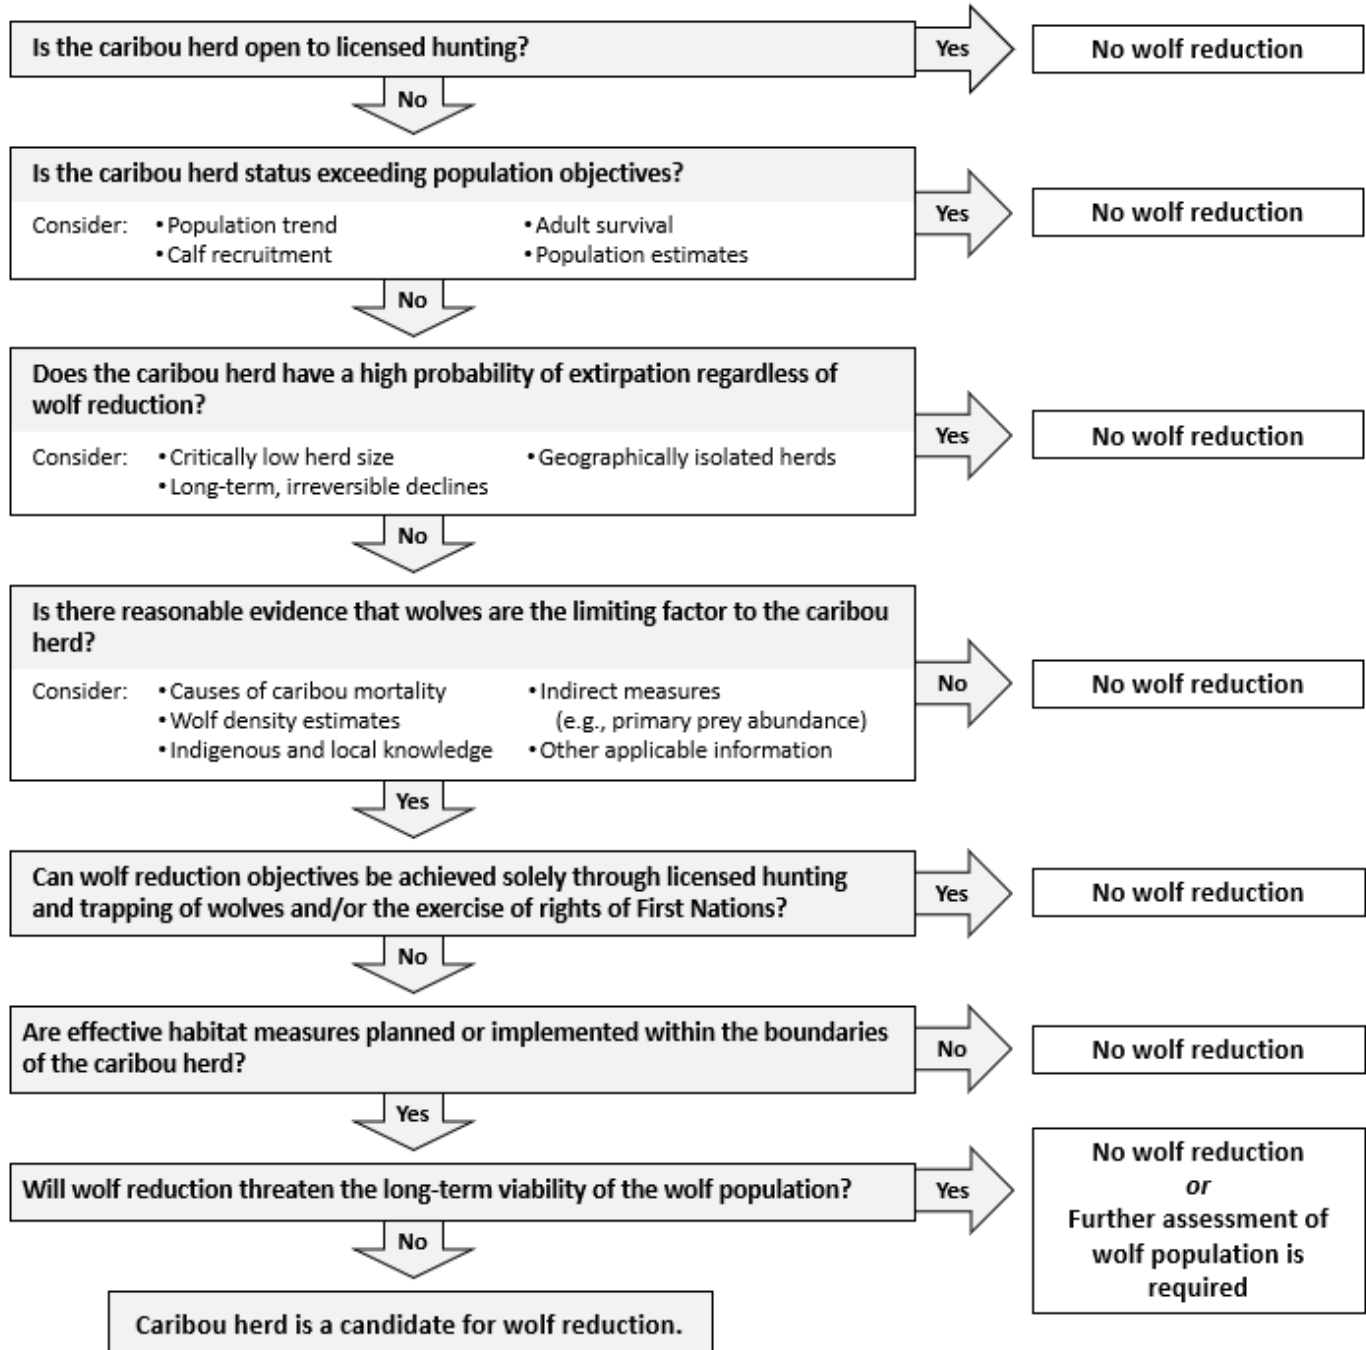 Is the caribou herd open to licensed hunting?
Yes
No wolf reduction
No
Is the caribou herd status exceeding population objectives?
Consider: • Population trend • Adult survival
• Calf recruitment • Population estimates
Yes
No wolf reduction
No
Does the caribou herd have a high probability of extirpation regardless of
wolf reduction?
Consider: • Critically low herd size • Geographically isolated herds
• Long-term, irreversible declines
Yes
No wolf reduction
No
Is there reasonable evidence that wolves are the limiting factor to the caribou
herd?
Consider: • Causes of caribou mortality • Indirect measures
• Wolf density estimates (e.g., primary prey abundance)
• Indigenous and local knowledge • Other applicable information
No
No wolf reduction
Yes
Can wolf reduction objectives be achieved solely through licensed hunting
and trapping of wolves and/or the exercise of rights of First Nations?
Yes
No wolf reduction
No
Are effective habitat measures planned or implemented within the boundaries
of the caribou herd?
No
No wolf reduction
Yes
Will wolf reduction threaten the long-term viability of the wolf population?
Yes
No wolf reduction
or
Further assessment of
wolf population is
required
No
Caribou herd is a candidate for wolf reduction.